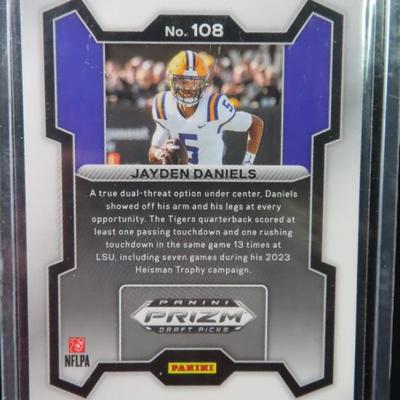 No. 108
5
JAYDEN DANIELS
A true dual-threat option under center, Daniels
showed off his arm and his legs at every
opportunity. The Tigers quarterback scored at
least one passing touchdown and one rushing
touchdown in the same game 13 times at
LSU, including seven games during his 2023
Heisman Trophy campaign.
PANINI
PRIZM
DRAFT PICKS
NFLPA
PANINI